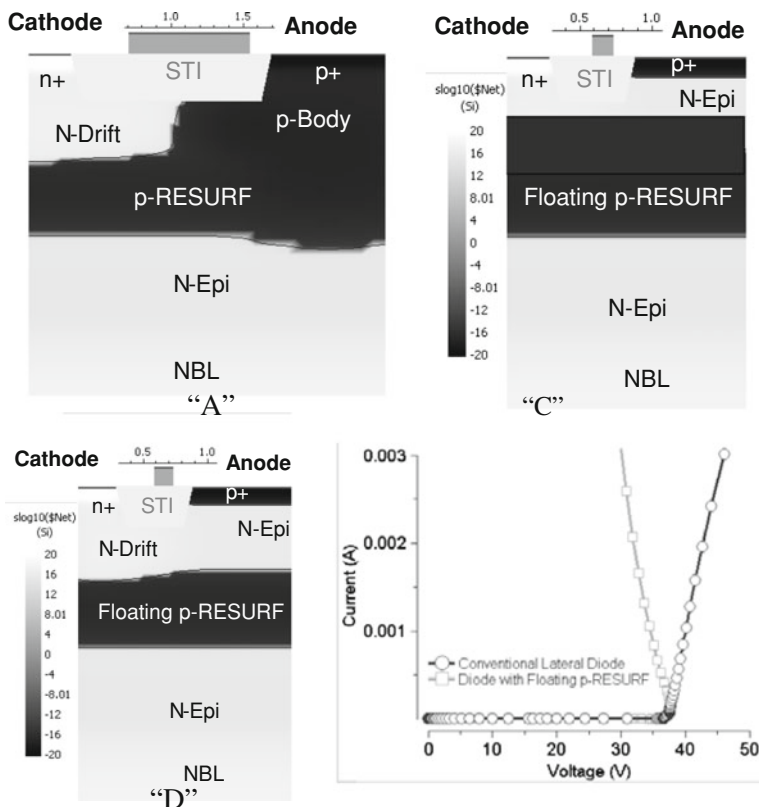 Cathode
1.0
1.5
Anode
n+
STI
p+
p-Body
N-Drift
p-RESURF
N-Epi
NBL
“A”
Cathode
0.5
1.0
Anode
n+
STI
p+
slog10($Net)
(Si)
N-Epi
20
16
12
8.01
4
0
-4
-8.01
-12
-16
-20
Floating p-RESURF
N-Epi
NBL
“C”
Cathode
0.5
1.0
Anode
n+
STI
p+
slog10($Net)
(Si)
N-Epi
N-Drift
20
16
12
8.01
4
0
-4
-8.01
-12
-16
-20
Floating p-RESURF
N-Epi
NBL
“D”
0.003
0.002
0.001
Current (A)
Conventional Lateral Diode
Diode with Floating p-RESURF
0
10
20
30
40
50
Voltage (V)